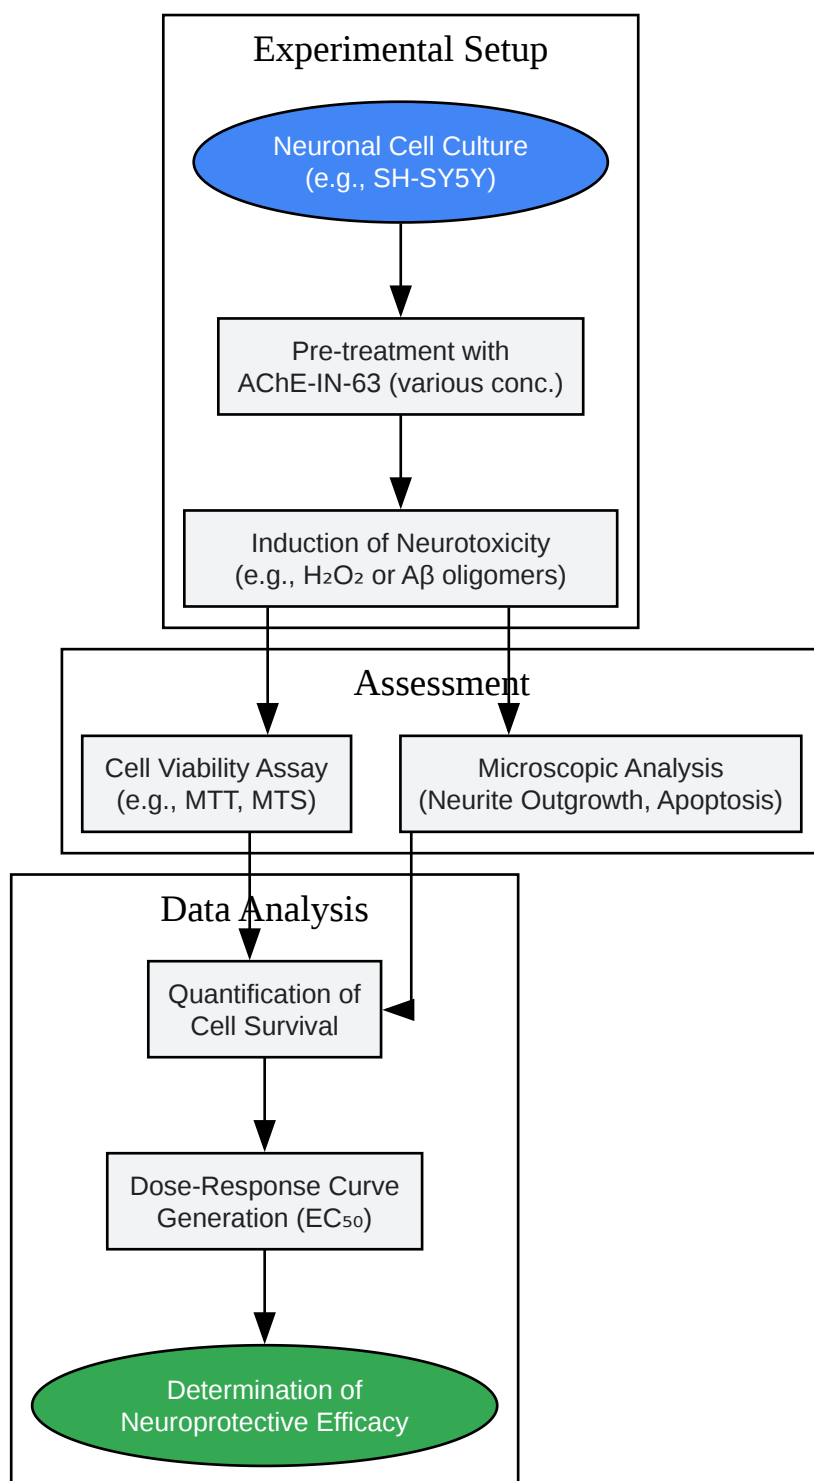 Experimental Setup
Neuronal Cell Culture
(e.g., SH-SY5Y)
Pre-treatment with
AChE-IN-63 (various conc.)
Induction of Neurotoxicity
(e.g., H₂O₂ or Aβ oligomers)
Assessment
Cell Viability Assay
(e.g., MTT, MTS)
Microscopic Analysis
(Neurite Outgrowth, Apoptosis)
Data Analysis
Quantification of
Cell Survival
Dose-Response Curve
Generation (EC₅₀)
Determination of
Neuroprotective Efficacy